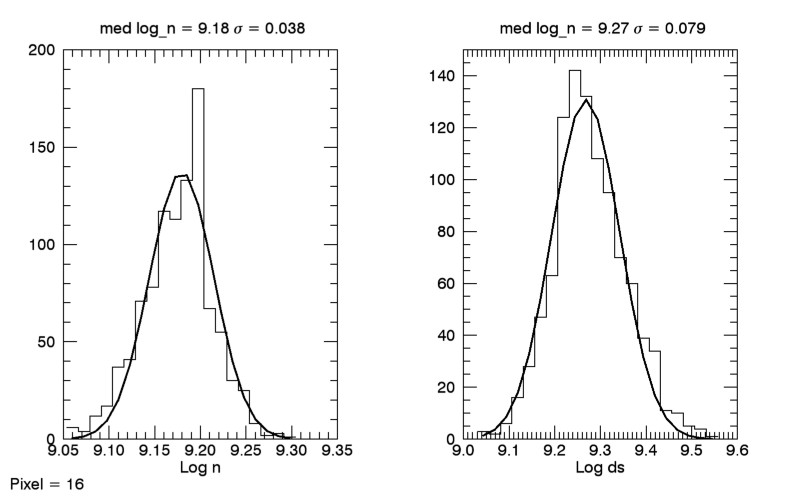 med log_n = 9.18 σ = 0.038
200
150
100
50
0
9.05 9.10 9.15 9.20 9.25 9.30 9.35
Log n
med log_n = 9.27 σ = 0.079
140
120
100
80
60
40
20
0
9.0 9.1 9.2 9.3 9.4 9.5 9.6
Log ds
Pixel = 16